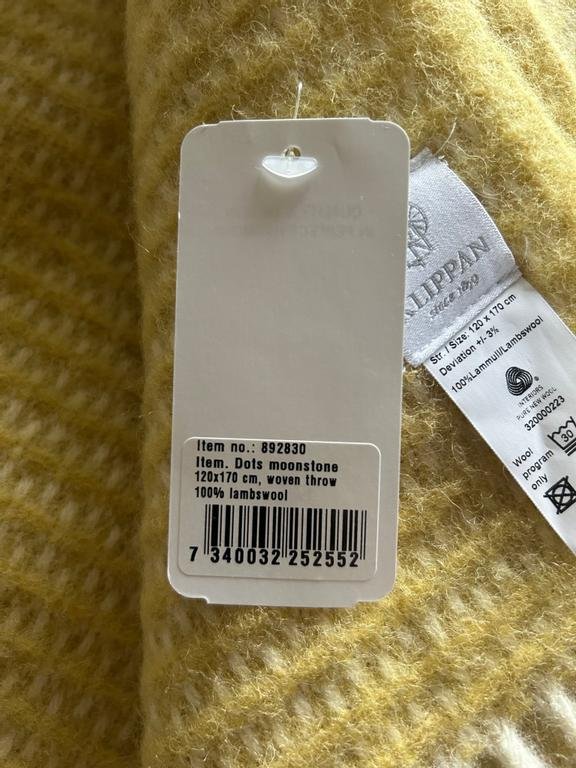 Item no.: 892830
Item. Dots moonstone
120x170 cm, woven throw
100% lambswool
7 340032 252552
LIPPAN
since 1879
Str. / Size: 120 x 170 cm
Deviation +/- 3%
100%Lammull/Lambswool
INTERIORS
PURE NEW WOOL
320000223
Wool
program
only
30